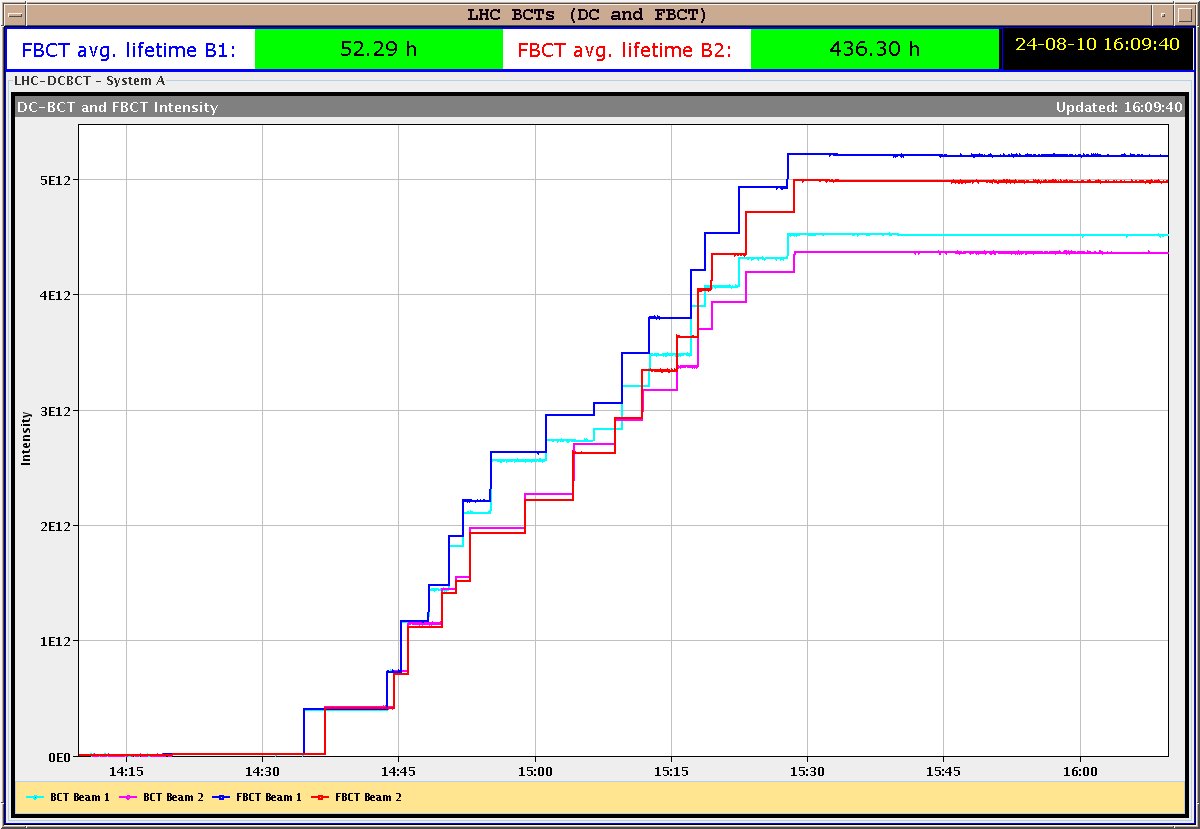 LHC BCTs (DC and FBCT)
FBCT avg. lifetime B1: 52.29 h FBCT avg. lifetime B2: 436.30 h 24-08-10 16:09:40
LHC-DCBCT - System A
DC-BCT and FBCT Intensity Updated: 16:09:40
5E12
4E12
3E12
Intensity
2E12
1E12
0E0
14:15 14:30 14:45 15:00 15:15 15:30 15:45 16:00
BCT Beam 1 BCT Beam 2 FBCT Beam 1 FBCT Beam 2